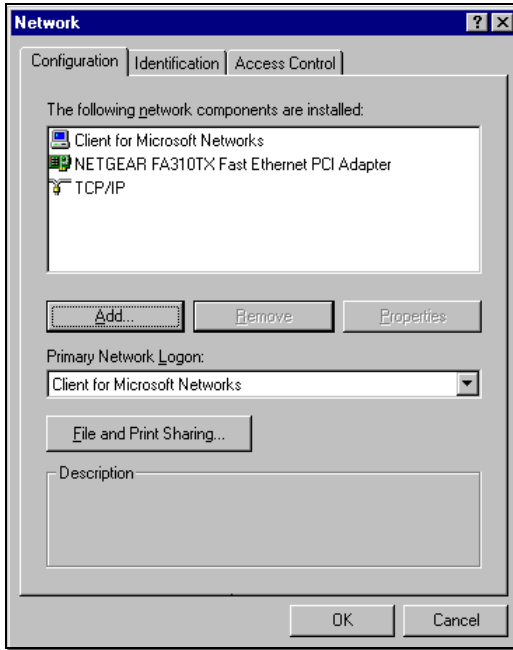 Network
Configuration Identification Access Control
The following network components are installed:
Client for Microsoft Networks
NETGEAR FA310TX Fast Ethernet PCI Adapter
TCP/IP
Add... Remove Properties
Primary Network Logon:
Client for Microsoft Networks
File and Print Sharing...
Description
OK Cancel